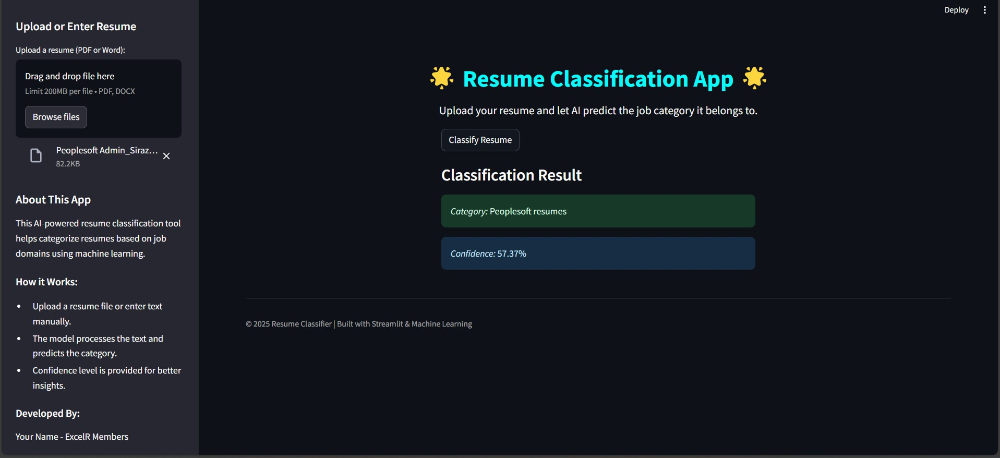 Deploy
Upload or Enter Resume
Upload a resume (PDF or Word):
Drag and drop file here
Limit 200MB per file • PDF, DOCX
Browse files
Peoplesoft Admin_Siraz...
82.2KB
About This App
This AI-powered resume classification tool
helps categorize resumes based on job
domains using machine learning.
How it Works:
• Upload a resume file or enter text
manually.
• The model processes the text and
predicts the category.
• Confidence level is provided for better
insights.
Developed By:
Your Name - ExcelR Members
🌟 Resume Classification App 🌟
Upload your resume and let AI predict the job category it belongs to.
Classify Resume
Classification Result
Category: Peoplesoft resumes
Confidence: 57.37%
© 2025 Resume Classifier | Built with Streamlit & Machine Learning